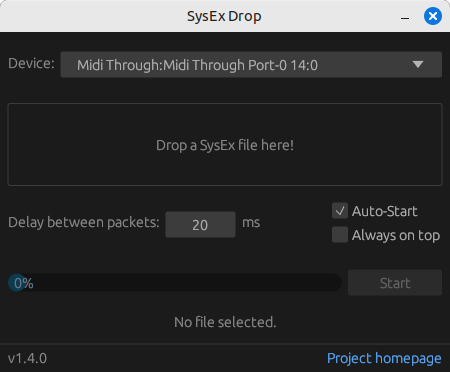 SysEx Drop
Device: Midi Through:Midi Through Port-0 14:0
Drop a SysEx file here!
Delay between packets: 20 ms
Auto-Start
Always on top
0% Start
No file selected.
v1.4.0 Project homepage